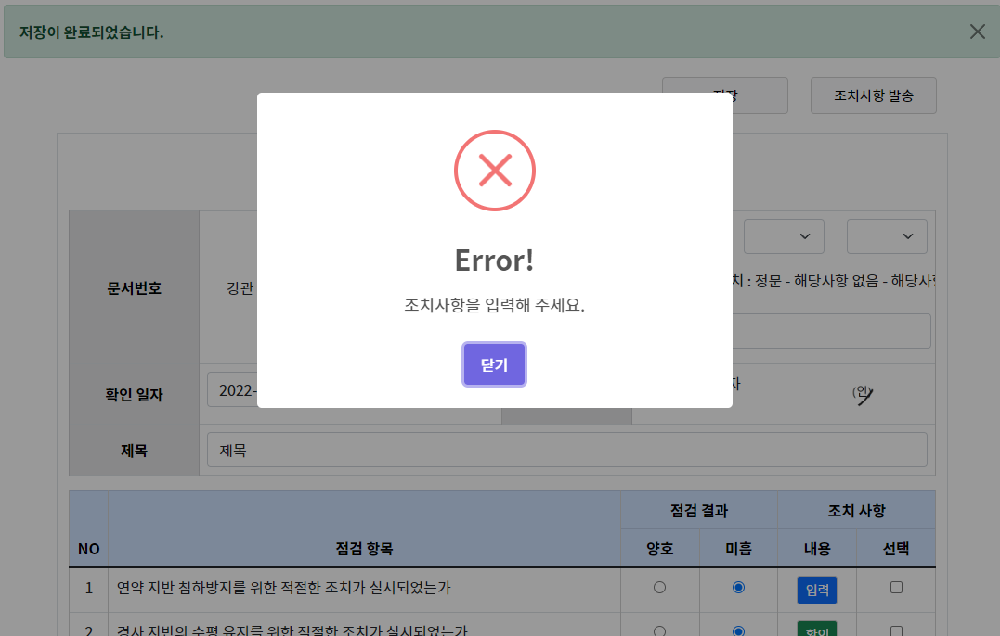 저장이 완료되었습니다.
조치사항 발송
Error!
조치사항을 입력해 주세요.
닫기
문서번호
강관
치 : 정문 - 해당사항 없음 - 해당사
확인 일자
2022-
자
(인)
제목
제목
NO
점검 항목
점검 결과
조치 사항
양호
미흡
내용
선택
1
연약 지반 침하방지를 위한 적절한 조치가 실시되었는가
입력
2
경사 지반의 수평 유지를 위한 적절한 조치가 실시되었는가
확인